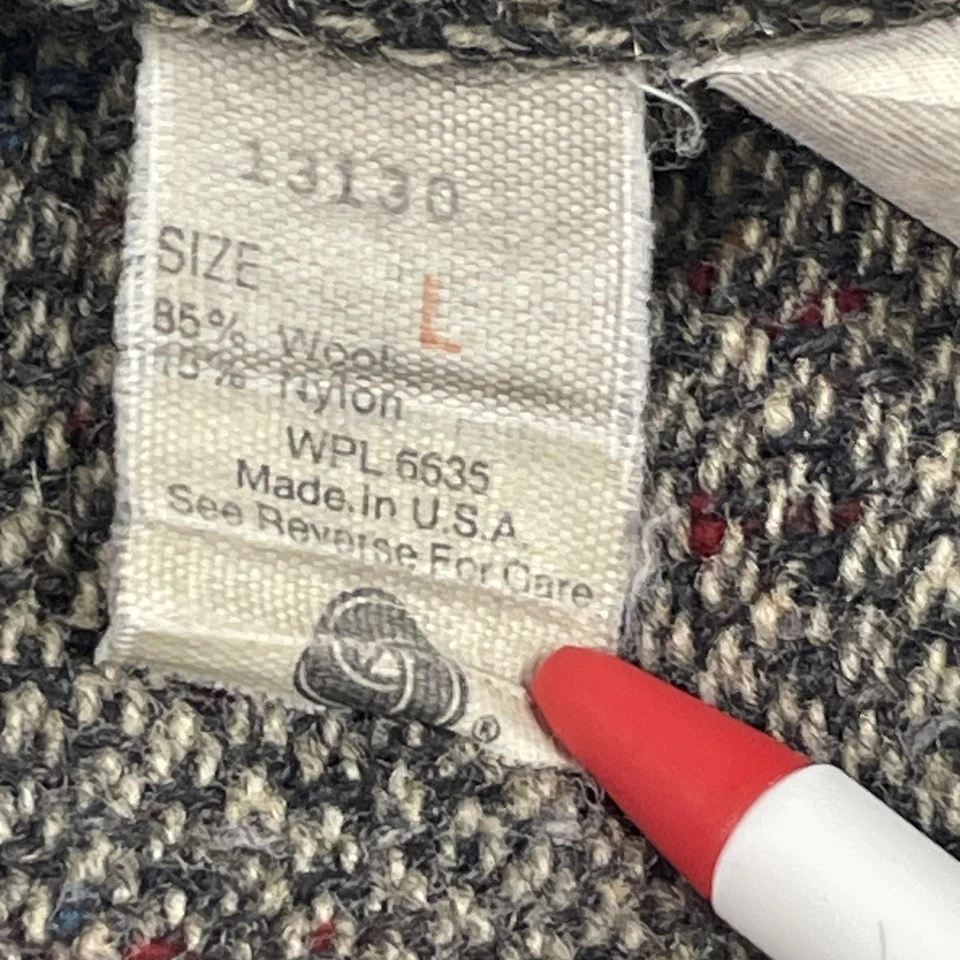 13130
SIZE L
85% Wool
15% Nylon
WPL 6635
Made In U.S.A.
See Reverse For Care
®